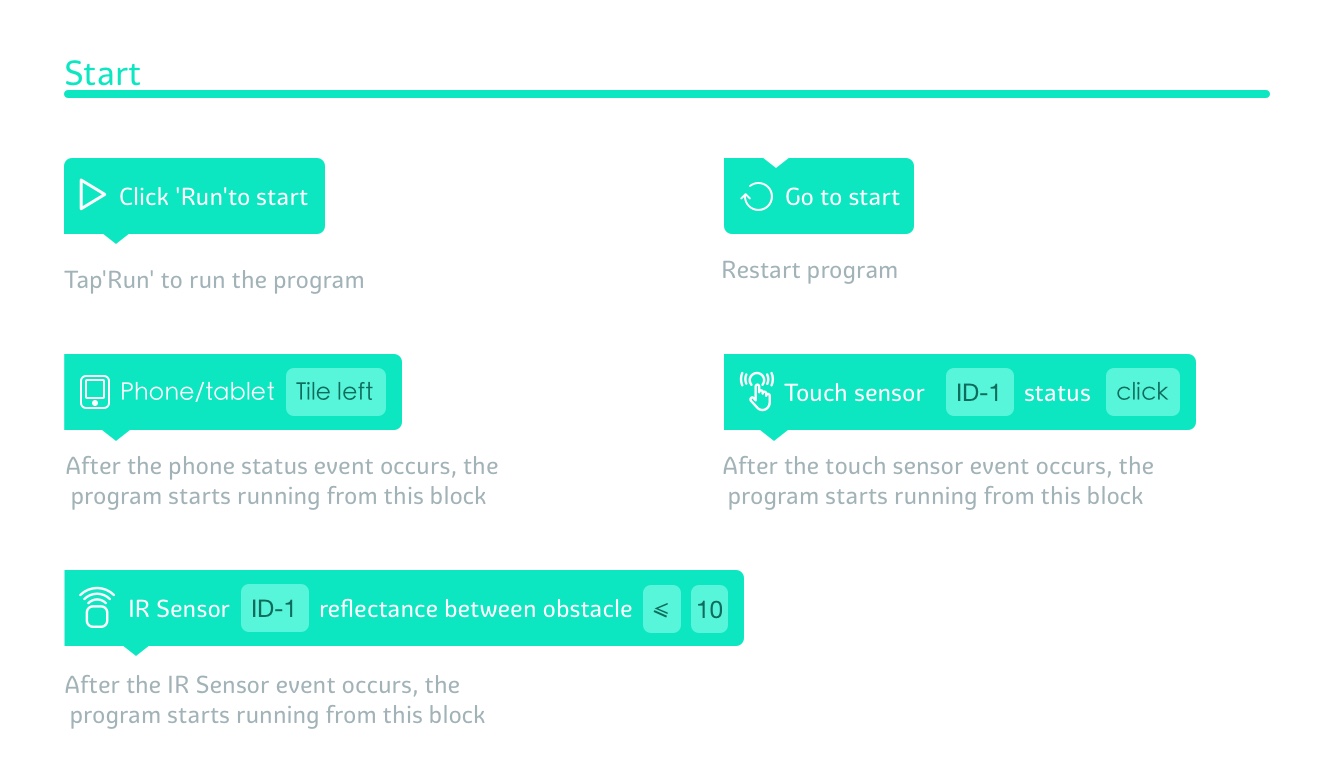 Start
Click 'Run'to start
Tap'Run' to run the program
Go to start
Restart program
Phone/tablet Tile left
After the phone status event occurs, the
program starts running from this block
Touch sensor ID-1 status click
After the touch sensor event occurs, the
program starts running from this block
IR Sensor ID-1 reflectance between obstacle ⩽ 10
After the IR Sensor event occurs, the
program starts running from this block